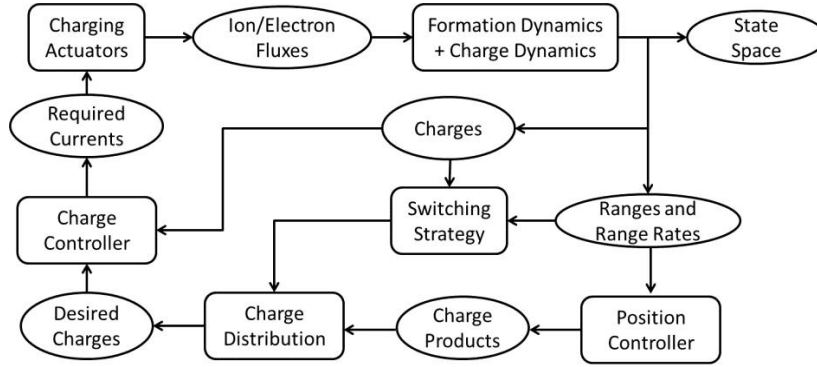 Charging
Actuators
Ion/Electron
Fluxes
Formation Dynamics
+ Charge Dynamics
State
Space
Required
Currents
Charges
Charge
Controller
Switching
Strategy
Ranges and
Range Rates
Desired
Charges
Charge
Distribution
Charge
Products
Position
Controller